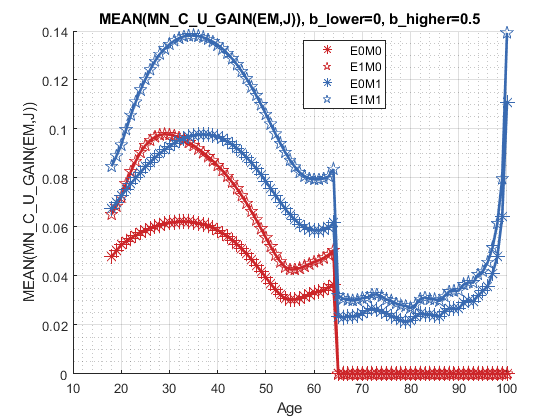 MEAN(MN_C_U_GAIN(EM,J)), b_lower=0, b_higher=0.5
MEAN(MN_C_U_GAIN(EM,J))
0.14
0.12
0.1
0.08
0.06
0.04
0.02
0
E0M0
E1M0
E0M1
E1M1
10 20 30 40 50 60 70 80 90 100
Age